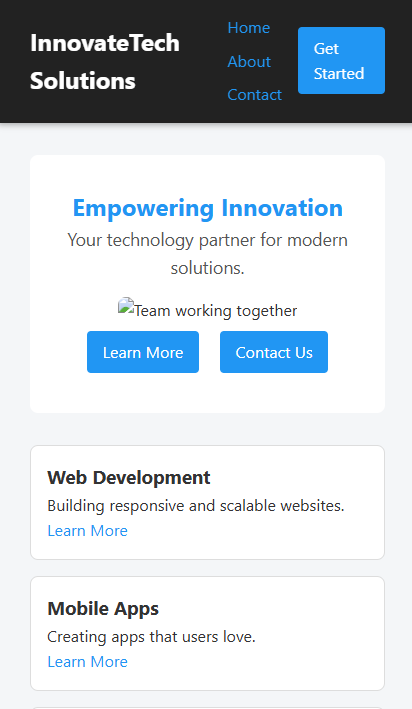 InnovateTech
Solutions
Home
About
Contact
Get
Started
Empowering Innovation
Your technology partner for modern
solutions.
Team working together
Learn More
Contact Us
Web Development
Building responsive and scalable websites.
Learn More
Mobile Apps
Creating apps that users love.
Learn More